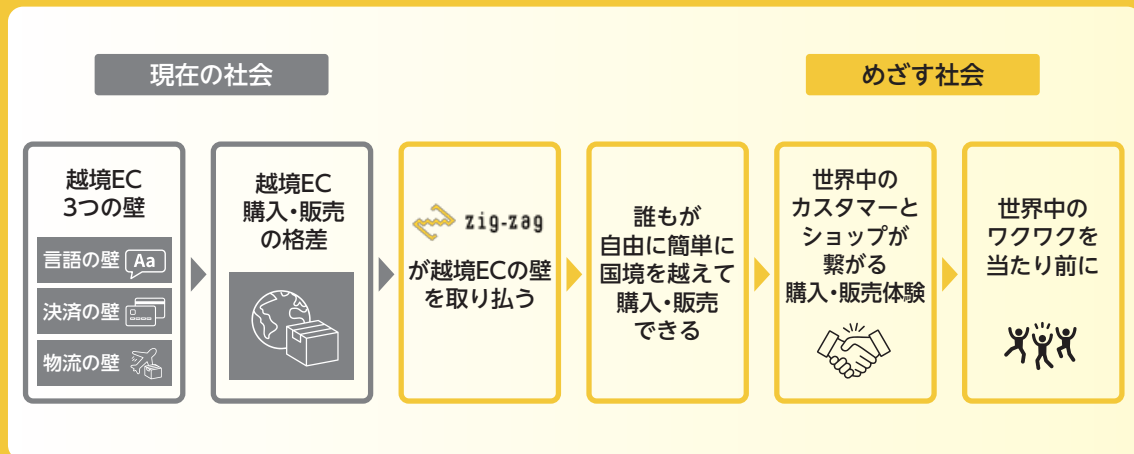 現在の社会
めざす社会
越境EC
3つの壁
言語の壁 Aa
決済の壁
物流の壁
越境EC
購入・販売
の格差
zig-zag
が越境ECの壁
を取り払う
誰もが
自由に簡単に
国境を越えて
購入・販売
できる
世界中の
カスタマーと
ショップが
繋がる
購入・販売体験
世界中の
ワクワクを
当たり前に